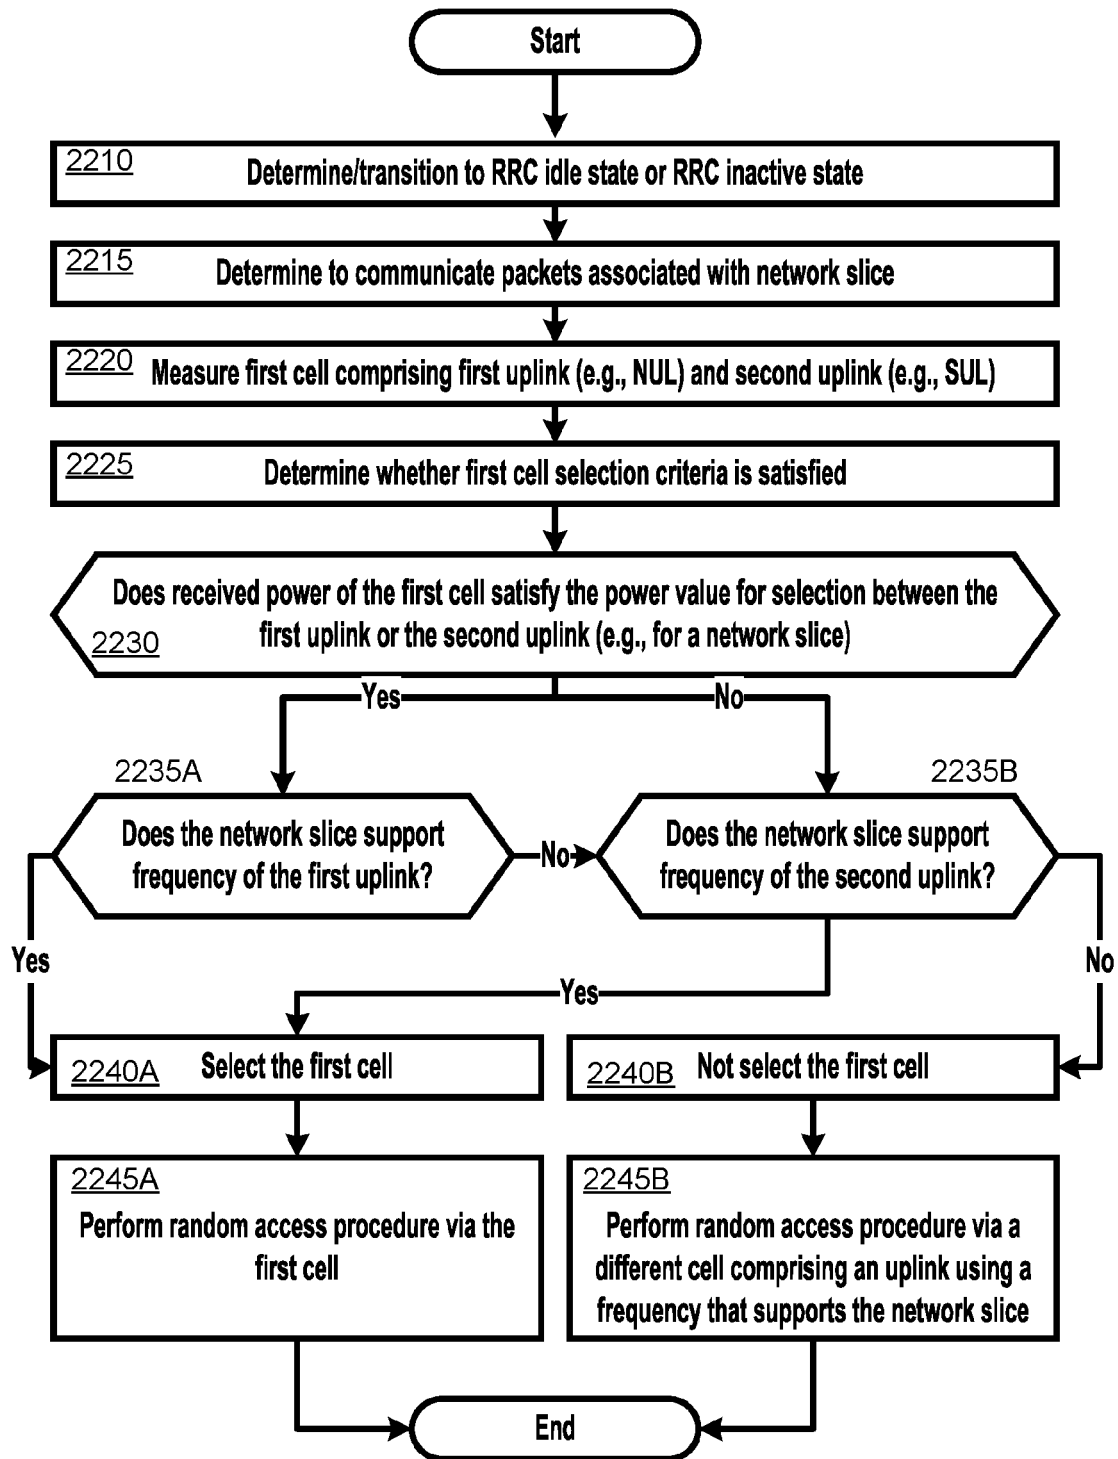 Start
2210
Determine/transition to RRC idle state or RRC inactive state
2215
Determine to communicate packets associated with network slice
2220
Measure first cell comprising first uplink (e.g., NUL) and second uplink (e.g., SUL)
2225
Determine whether first cell selection criteria is satisfied
Does received power of the first cell satisfy the power value for selection between the
first uplink or the second uplink (e.g., for a network slice)
2230
Yes
No
2235A
2235B
Does the network slice support
frequency of the first uplink?
No
Does the network slice support
frequency of the second uplink?
Yes
No
Yes
2240A
Select the first cell
2240B
Not select the first cell
2245A
Perform random access procedure via the
first cell
2245B
Perform random access procedure via a
different cell comprising an uplink using a
frequency that supports the network slice
End